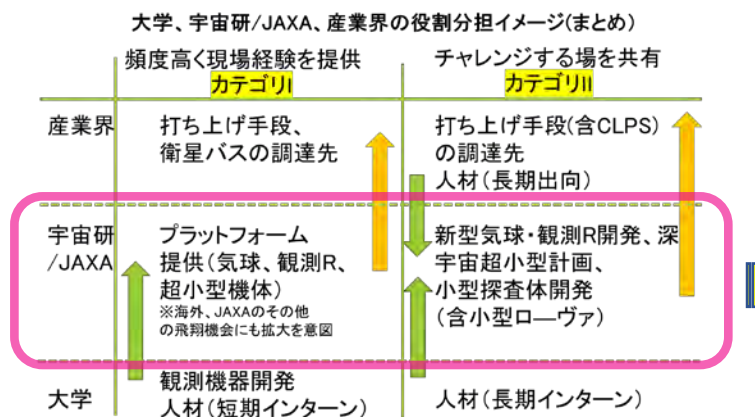 大学、宇宙研/JAXA、産業界の役割分担イメージ(まとめ)
頻度高く現場経験を提供
カテゴリI
チャレンジする場を共有
カテゴリII
産業界
打ち上げ手段、
衛星バスの調達先
打ち上げ手段(含CLPS)
の調達先
人材(長期出向)
宇宙研
/JAXA
プラットフォーム
提供(気球、観測R、
超小型機体)
※海外、JAXAのその他
の飛翔機会にも拡大を意図
新型気球・観測R開発、深
宇宙超小型計画、
小型探査体開発
(含小型ロ―ヴァ)
大学
観測機器開発
人材(短期インターン)
人材(長期インターン)